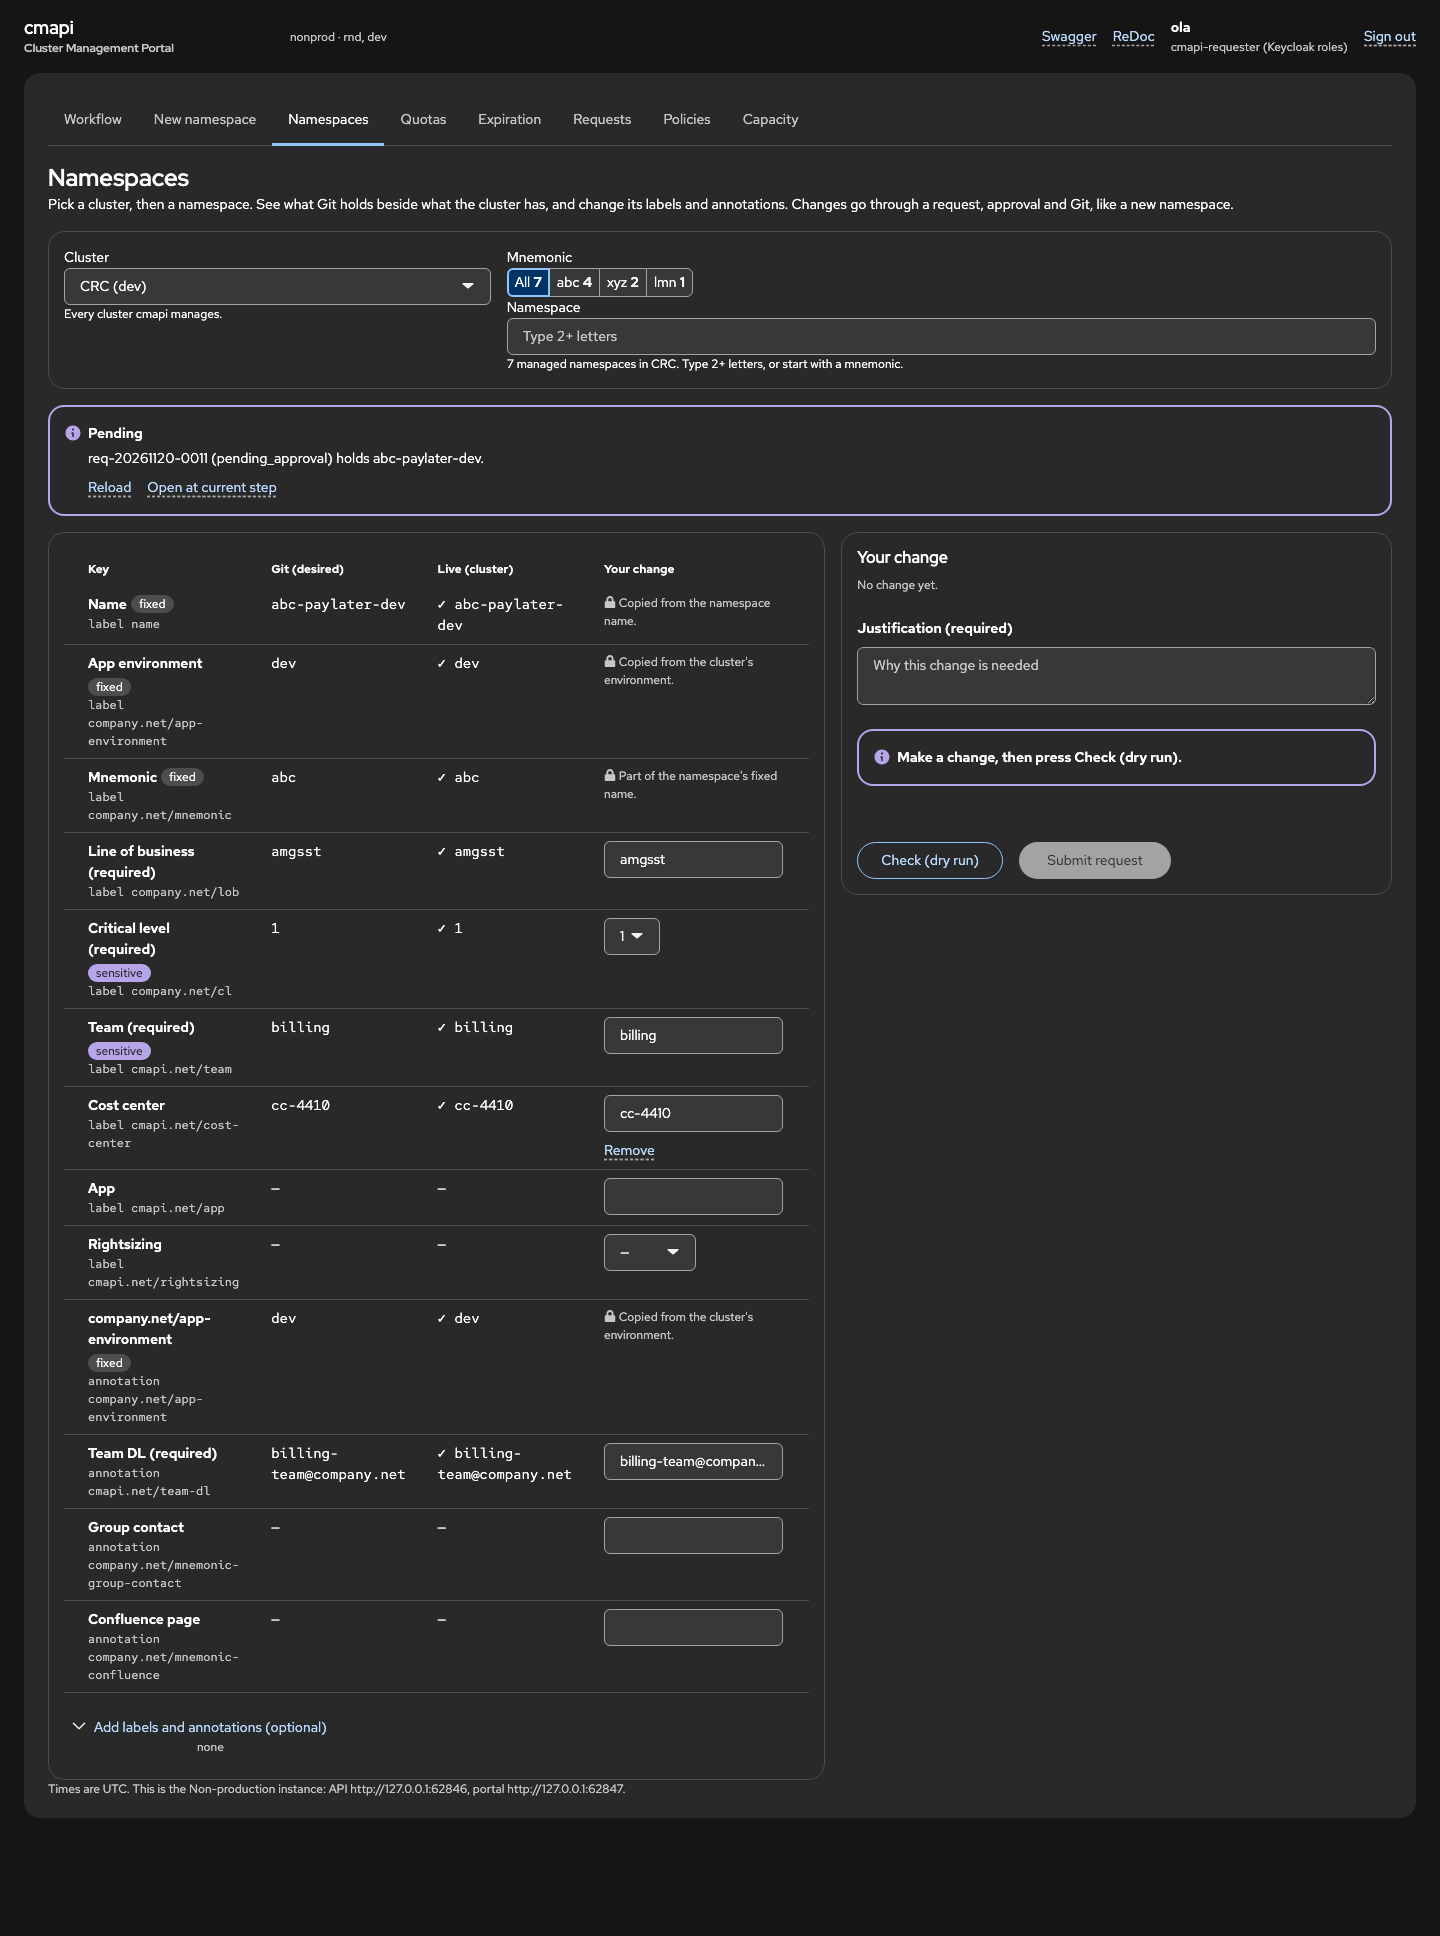 cmapi
Cluster Management Portal
nonprod · rnd, dev
Swagger
ReDoc
ola
cmapi-requester (Keycloak roles)
Sign out
Workflow
New namespace
Namespaces
Quotas
Expiration
Requests
Policies
Capacity
Namespaces
Pick a cluster, then a namespace. See what Git holds beside what the cluster has, and change its labels and annotations. Changes go through a request, approval and Git, like a new namespace.
Cluster
CRC (dev)
Every cluster cmapi manages.
Mnemonic
All 7
abc 4
xyz 2
lmn 1
Namespace
Type 2+ letters
7 managed namespaces in CRC. Type 2+ letters, or start with a mnemonic.
Pending
req-20261120-0011 (pending_approval) holds abc-paylater-dev.
Reload
Open at current step
Key
Git (desired)
Live (cluster)
Your change
Name fixed
label name
abc-paylater-dev
✓ abc-paylater-
dev
Copied from the namespace
name.
App environment
fixed
label
company.net/app-
environment
dev
✓ dev
Copied from the cluster's
environment.
Mnemonic fixed
label
company.net/mnemonic
abc
✓ abc
Part of the namespace's fixed
name.
Line of business
(required)
label company.net/lob
amgsst
✓ amgsst
amgsst
Critical level
(required)
sensitive
label company.net/cl
1
✓ 1
1
Team (required)
sensitive
label cmapi.net/team
billing
✓ billing
billing
Cost center
label cmapi.net/cost-
center
cc-4410
✓ cc-4410
cc-4410
Remove
App
label cmapi.net/app
–
–
Rightsizing
label
cmapi.net/rightsizing
–
–
–
company.net/app-
environment
fixed
annotation
company.net/app-
environment
dev
✓ dev
Copied from the cluster's
environment.
Team DL (required)
annotation
cmapi.net/team-dl
billing-
team@company.net
✓ billing-
team@company.net
billing-team@compan...
Group contact
annotation
company.net/mnemonic-
group-contact
–
–
Confluence page
annotation
company.net/mnemonic-
confluence
–
–
Add labels and annotations (optional)
none
Your change
No change yet.
Justification (required)
Why this change is needed
Make a change, then press Check (dry run).
Check (dry run)
Submit request
Times are UTC. This is the Non-production instance: API http://127.0.0.1:62846, portal http://127.0.0.1:62847.